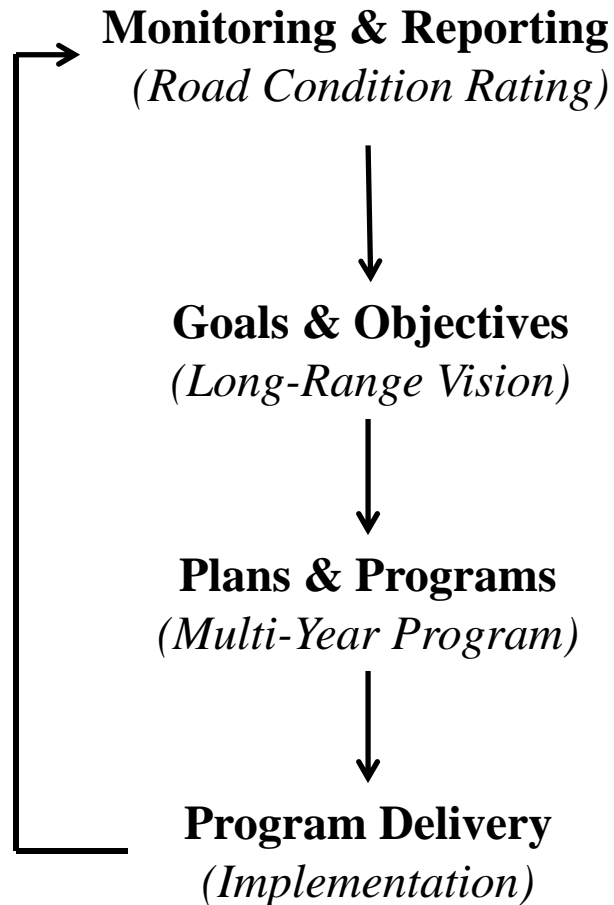 Monitoring & Reporting
(Road Condition Rating)
Goals & Objectives
(Long-Range Vision)
Plans & Programs
(Multi-Year Program)
Program Delivery
(Implementation)